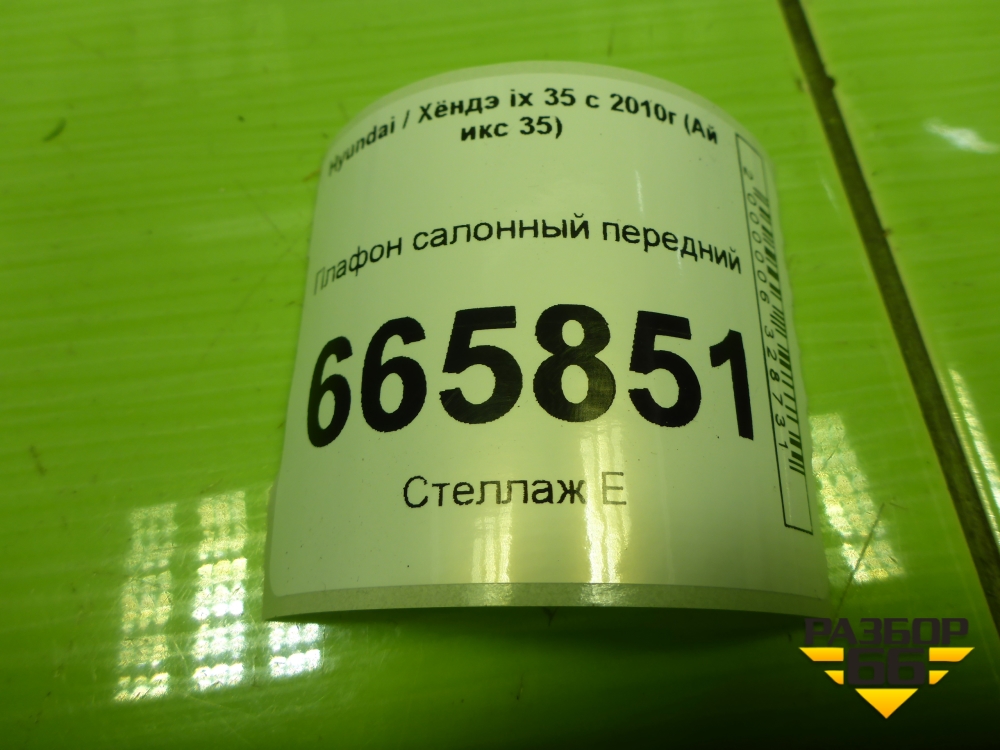 Hyundai / Хёндэ ix 35 с 2010г (Ай
икс 35)
Плафон салонный передний
665851
Стеллаж E
2000006328731
РАЗБОР
66